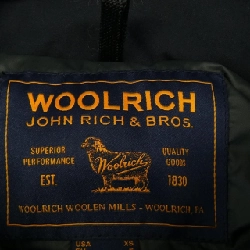 WOOLRICH
JOHN RICH & BROS.
SUPERIOR PERFORMANCE
QUALITY GOODS
Woolrich
EST. 1830
WOOLRICH WOOLEN MILLS - WOOLRICH, PA
USA XS